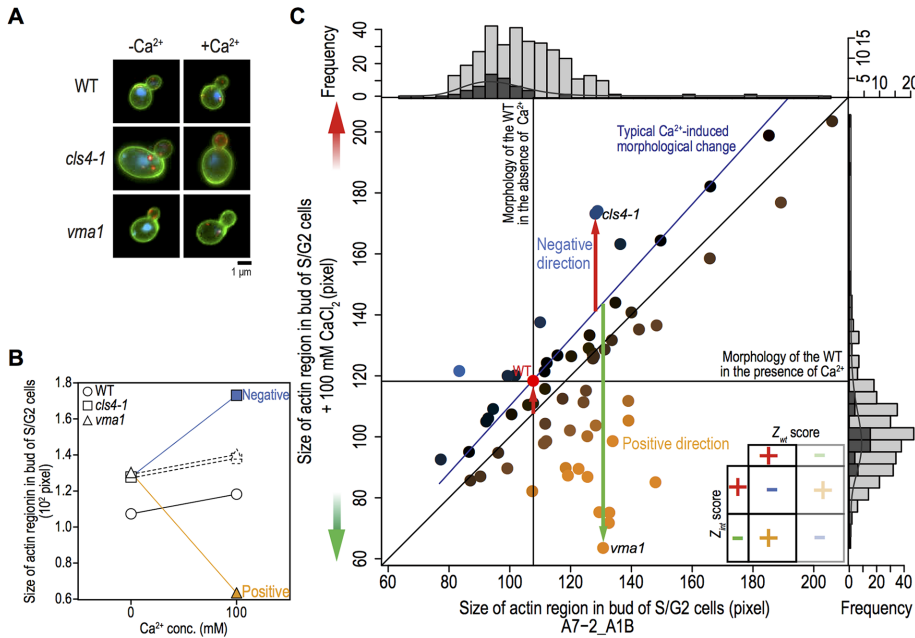 A
-Ca²⁺ +Ca²⁺
WT
cls4-1
vma1
1 µm
B
Size of actin regionin in bud of S/G2 cells
(10² pixel)
1.8
1.6
1.4
1.2
1.0
0.8
0.6
WT
cls4-1
vma1
Negative
Positive
0 100
Ca²⁺ conc. (mM)
C
Frequency
40
20
0
15
10
5
0 10 20
Size of actin region in bud of S/G2 cells
+ 100 mM CaCl₂ (pixel)
200
180
160
140
120
100
80
60
Morphology of the WT
in the absence of Ca²⁺
Typical Ca²⁺-induced
morphological change
cls4-1
Negative
direction
WT
Morphology of the WT
in the presence of Ca²⁺
Positive direction
vma1
Zwt score
+ -
Zint score
+ - +
- + -
60 80 100 120 140 160 180 200
Size of actin region in bud of S/G2 cells (pixel)
A7-2_A1B
0 20 40
Frequency